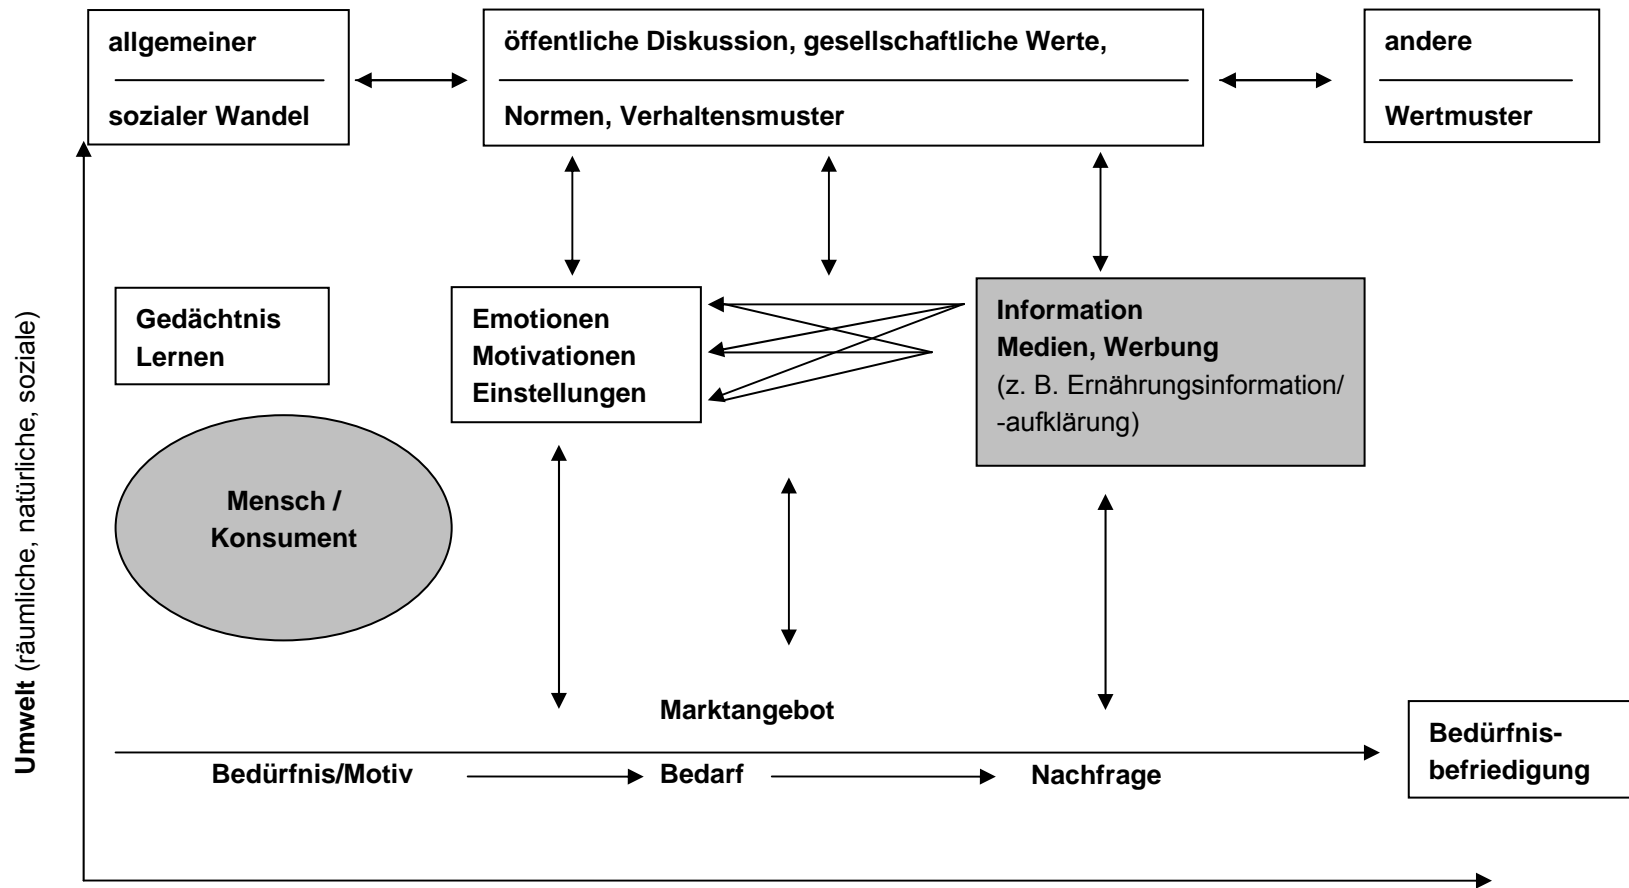 allgemeiner
sozialer Wandel
öffentliche Diskussion, gesellschaftliche Werte,
Normen, Verhaltensmuster
andere
Wertmuster
Umwelt (räumliche, natürliche, soziale)
Gedächtnis
Lernen
Emotionen
Motivationen
Einstellungen
Information
Medien, Werbung
(z. B. Ernährungsinformation/
-aufklärung)
Mensch /
Konsument
Marktangebot
Bedürfnis/Motiv
Bedarf
Nachfrage
Bedürfnis-
befriedigung